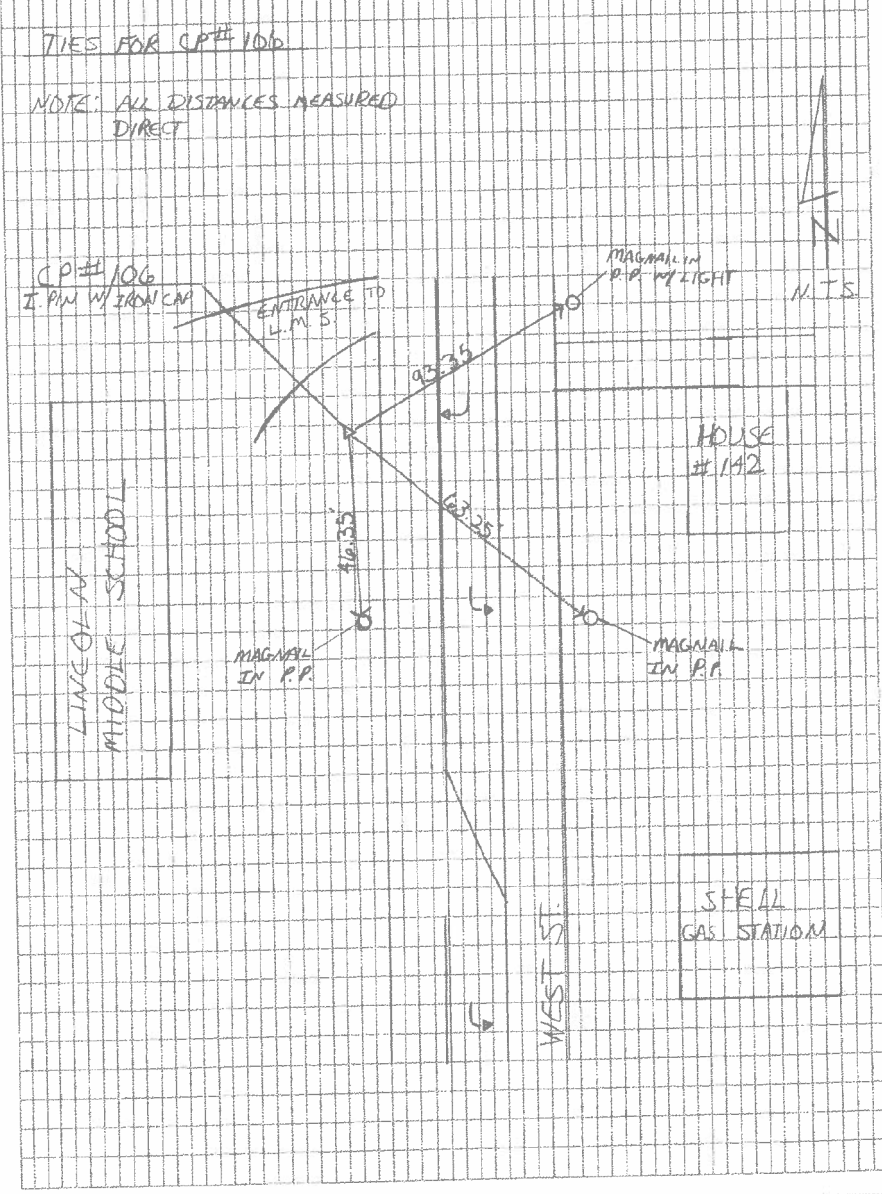 TIES FOR CP# 106
NOTE: ALL DISTANCES MEASURED
DIRECT
N
N.T.S.
CP# 106
I. PIN W/ IRON CAP
ENTRANCE TO
L.M.S.
MAGNAIL IN
P.P. W/ LIGHT
93.35'
HOUSE
# 142
63.25'
46.35'
LINCOLN
MIDDLE SCHOOL
MAGNAIL
IN P.P.
MAGNAIL
IN P.P.
WEST ST.
SHELL
GAS STATION